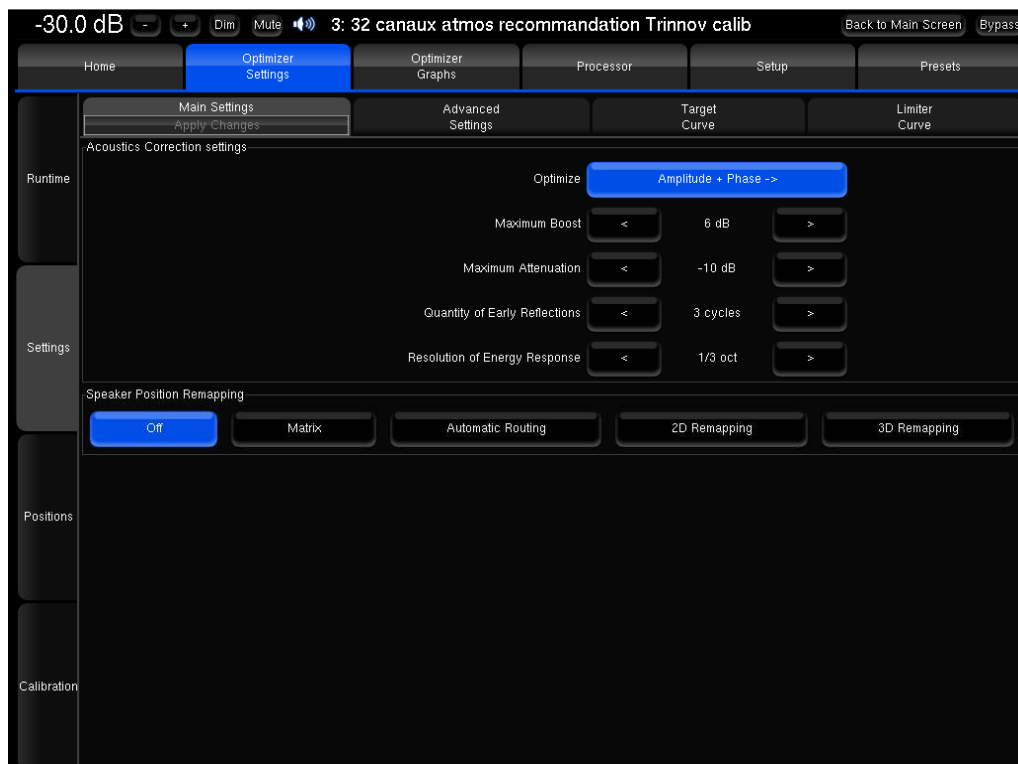 -30.0 dB - + Dim Mute 3: 32 canaux atmos recommandation Trinnov calib Back to Main Screen Bypass
Home
Optimizer
Settings
Optimizer
Graphs
Processor
Setup
Presets
Main Settings
Apply Changes
Advanced
Settings
Target
Curve
Limiter
Curve
Runtime
Settings
Positions
Calibration
Acoustics Correction settings
Optimize Amplitude + Phase ->
Maximum Boost < 6 dB >
Maximum Attenuation < -10 dB >
Quantity of Early Reflections < 3 cycles >
Resolution of Energy Response < 1/3 oct >
Speaker Position Remapping
Off Matrix Automatic Routing 2D Remapping 3D Remapping